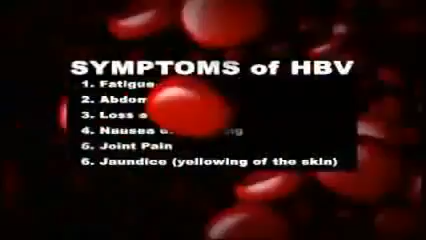 SYMPTOMS of HBV
1. Fatigue
2. Abdom
3. Loss
4. Nausea
5. Joint Pain
6. Jaundice (yellowing of the skin)